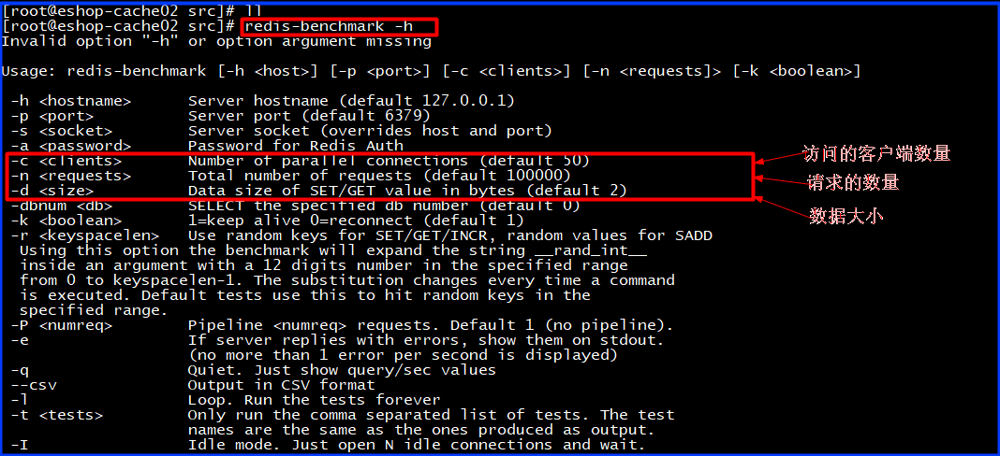 [root@eshop-cache02 src]# ll
[root@eshop-cache02 src]# redis-benchmark -h
Invalid option "-h" or option argument missing
Usage: redis-benchmark [-h <host>] [-p <port>] [-c <clients>] [-n <requests]> [-k <boolean>]
-h <hostname> Server hostname (default 127.0.0.1)
-p <port> Server port (default 6379)
-s <socket> Server socket (overrides host and port)
-a <password> Password for Redis Auth
-c <clients> Number of parallel connections (default 50) 访问的客户端数量
-n <requests> Total number of requests (default 100000) 请求的数量
-d <size> Data size of SET/GET value in bytes (default 2) 数据大小
-dbnum <db> SELECT the specified db number (default 0)
-k <boolean> 1=keep alive 0=reconnect (default 1)
-r <keyspacelen> Use random keys for SET/GET/INCR, random values for SADD
Using this option the benchmark will expand the string __rand_int__
inside an argument with a 12 digits number in the specified range
from 0 to keyspacelen-1. The substitution changes every time a command
is executed. Default tests use this to hit random keys in the
specified range.
-P <numreq> Pipeline <numreq> requests. Default 1 (no pipeline).
-e If server replies with errors, show them on stdout.
(no more than 1 error per second is displayed)
-q Quiet. Just show query/sec values
--csv Output in CSV format
-l Loop. Run the tests forever
-t <tests> Only run the comma separated list of tests. The test
names are the same as the ones produced as output.
-I Idle mode. Just open N idle connections and wait.